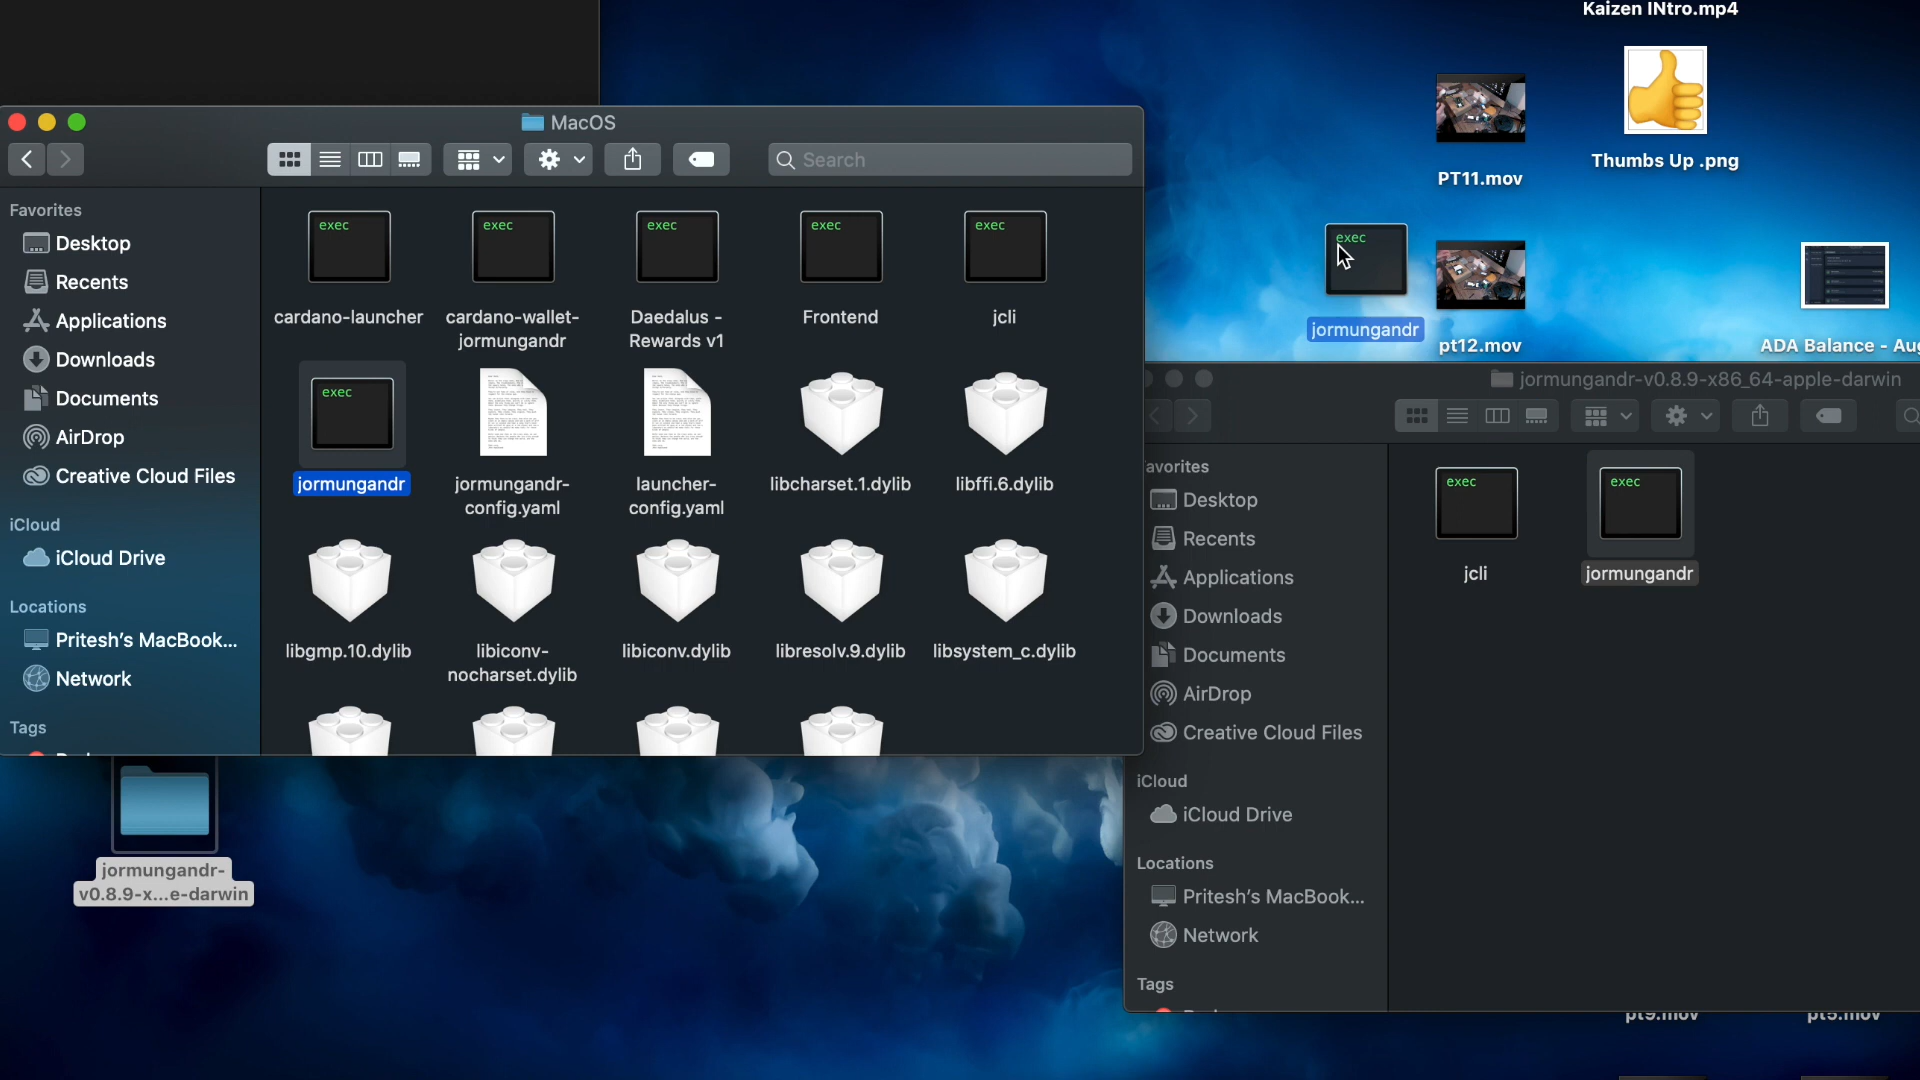 Kaizen INtro.mp4
PT11.mov
Thumbs Up .png
exec
jormungandr
pt12.mov
ADA Balance - Au
MacOS
Search
Favorites
Desktop
Recents
Applications
Downloads
Documents
AirDrop
Creative Cloud Files
iCloud
iCloud Drive
Locations
Pritesh's MacBook...
Network
Tags
exec
exec
exec
exec
exec
cardano-launcher
cardano-wallet-
jormungandr
Daedalus -
Rewards v1
Frontend
jcli
exec
jormungandr
jormungandr-
config.yaml
launcher-
config.yaml
libcharset.1.dylib
libffi.6.dylib
libgmp.10.dylib
libiconv-
nocharset.dylib
libiconv.dylib
libresolv.9.dylib
libsystem_c.dylib
jormungandr-
v0.8.9-x...e-darwin
jormungandr-v0.8.9-x86_64-apple-darwin
avorites
Desktop
Recents
Applications
Downloads
Documents
AirDrop
Creative Cloud Files
iCloud
iCloud Drive
Locations
Pritesh's MacBook...
Network
Tags
exec
exec
jcli
jormungandr
pt9.mov
pt5.mov